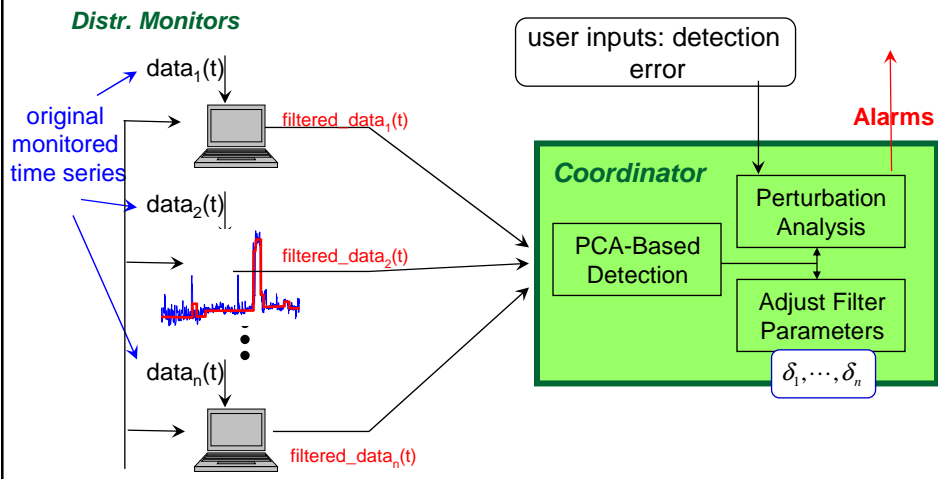 Distr. Monitors
user inputs: detection
error
data₁(t)
original
monitored
time series
filtered_data₁(t)
Alarms
Coordinator
Perturbation
Analysis
data₂(t)
filtered_data₂(t)
PCA-Based
Detection
Adjust Filter
Parameters
δ₁,⋯,δₙ
dataₙ(t)
filtered_dataₙ(t)